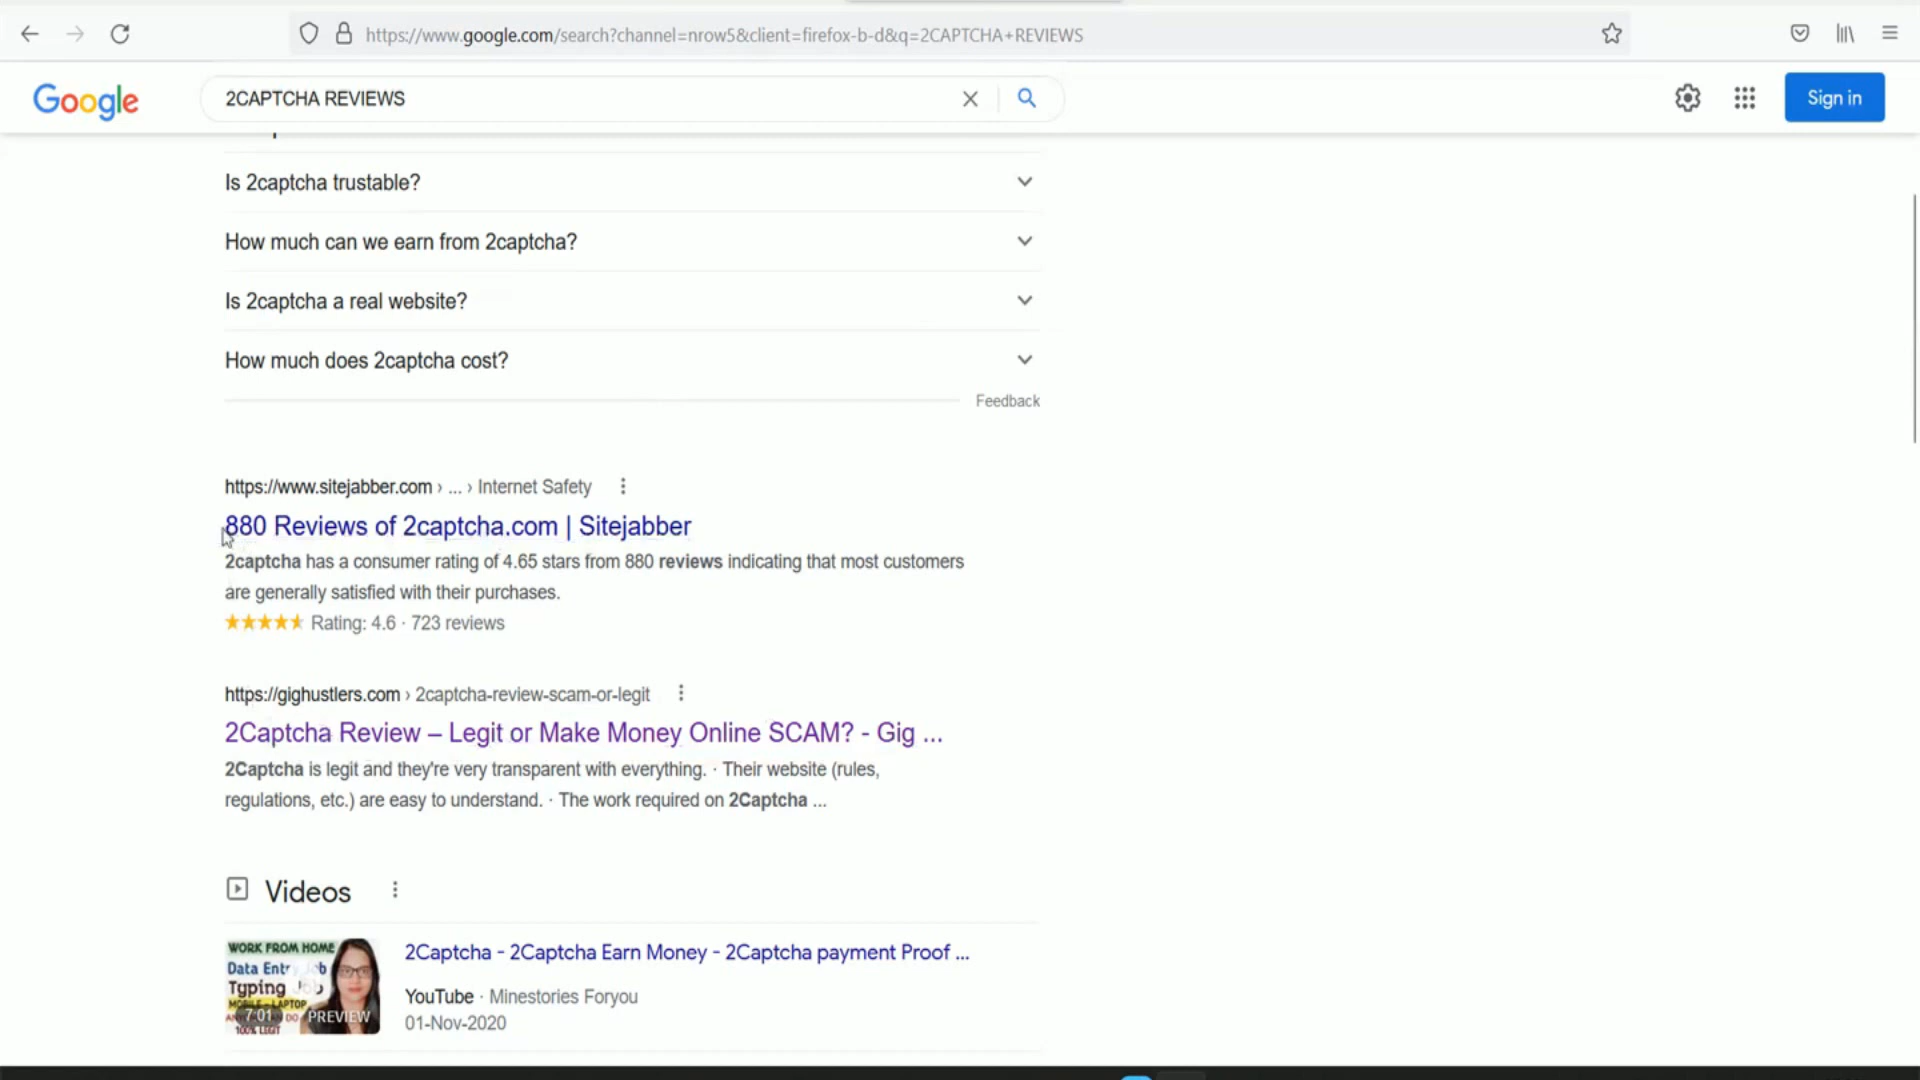 https://www.google.com/search?channel=nrow5&client=firefox-b-d&q=2CAPTCHA+REVIEWS
Google
2CAPTCHA REVIEWS
Sign in
Is 2captcha trustable?
How much can we earn from 2captcha?
Is 2captcha a real website?
How much does 2captcha cost?
Feedback
https://www.sitejabber.com › ... › Internet Safety
880 Reviews of 2captcha.com | Sitejabber
2captcha has a consumer rating of 4.65 stars from 880 reviews indicating that most customers
are generally satisfied with their purchases.
Rating: 4.6 · 723 reviews
https://gighustlers.com › 2captcha-review-scam-or-legit
2Captcha Review – Legit or Make Money Online SCAM? - Gig ...
2Captcha is legit and they're very transparent with everything. · Their website (rules,
regulations, etc.) are easy to understand. · The work required on 2Captcha ...
Videos
WORK FROM HOME
Data
Typing
MOBILE - LAPTOP
7:01 PREVIEW
100% LEGIT
2Captcha - 2Captcha Earn Money - 2Captcha payment Proof ...
YouTube · Minestories Foryou
01-Nov-2020